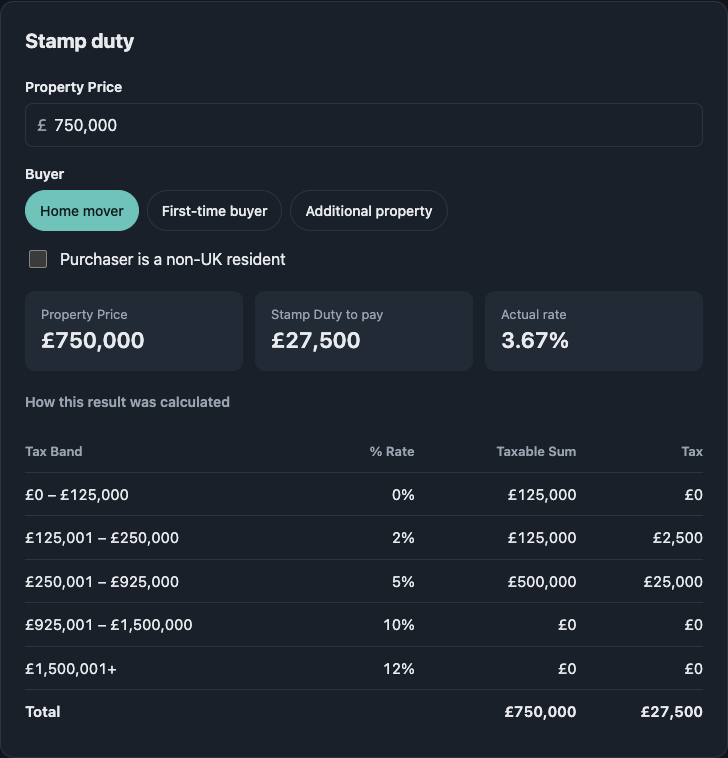 Stamp duty
Property Price
£ 750,000
Buyer
Home mover First-time buyer Additional property
Purchaser is a non-UK resident
Property Price Stamp Duty to pay Actual rate
£750,000 £27,500 3.67%
How this result was calculated
Tax Band % Rate Taxable Sum Tax
£0 – £125,000 0% £125,000 £0
£125,001 – £250,000 2% £125,000 £2,500
£250,001 – £925,000 5% £500,000 £25,000
£925,001 – £1,500,000 10% £0 £0
£1,500,001+ 12% £0 £0
Total £750,000 £27,500